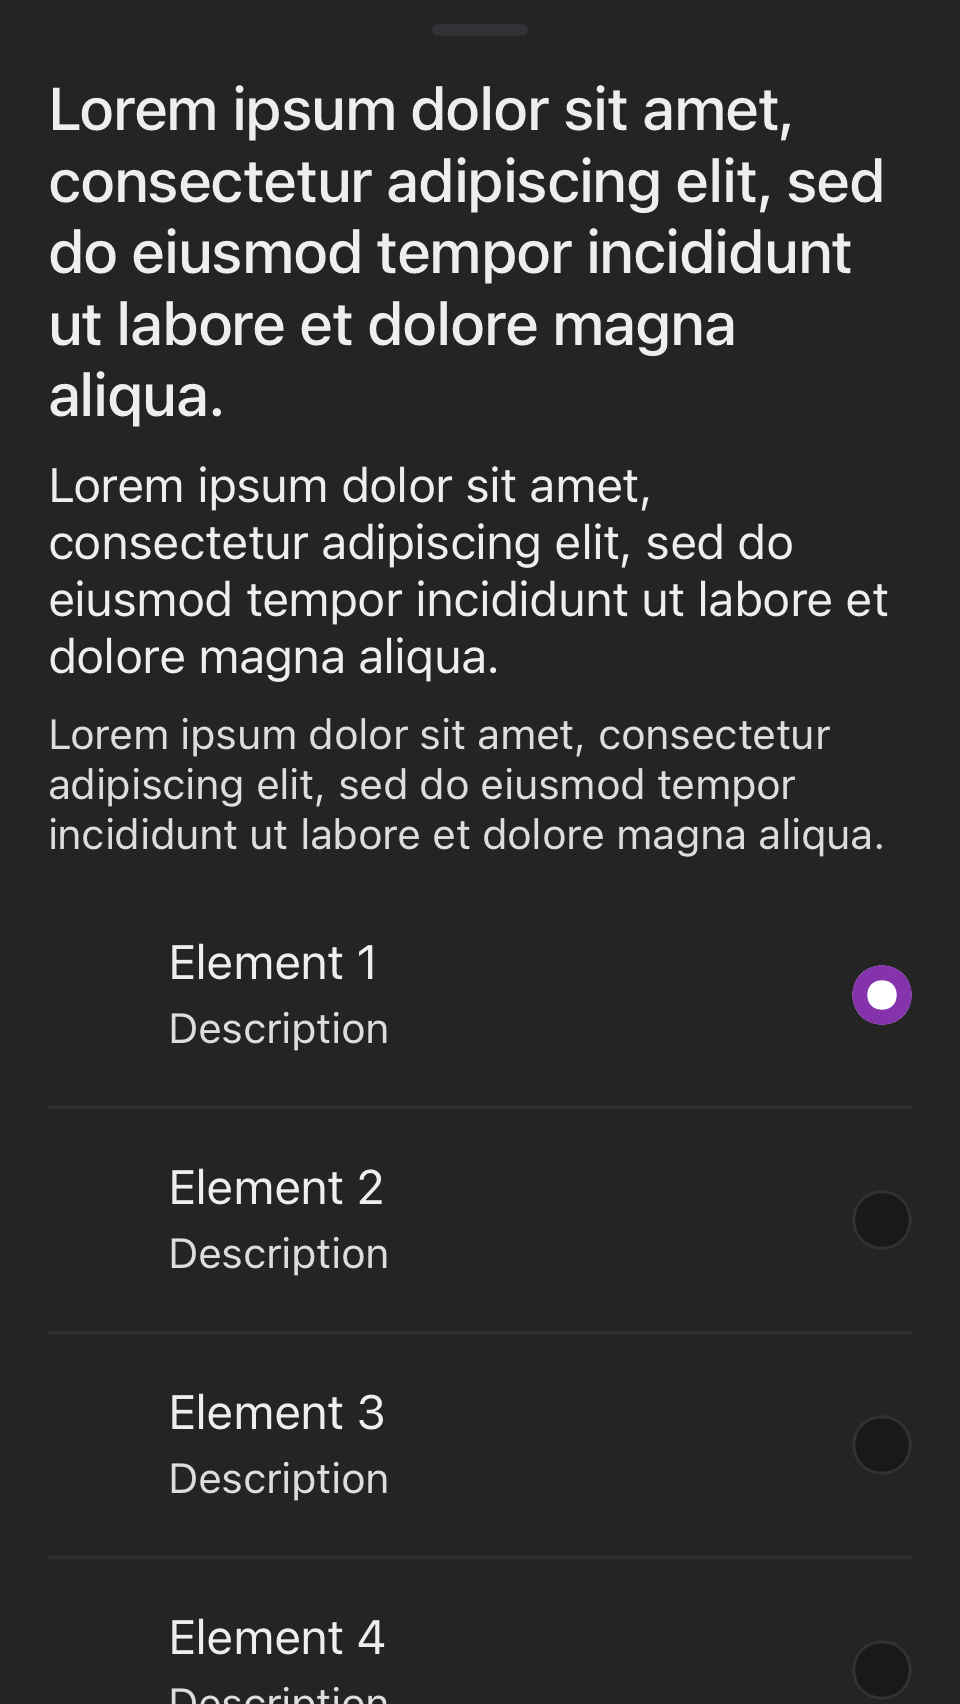 Lorem ipsum dolor sit amet,
consectetur adipiscing elit, sed
do eiusmod tempor incididunt
ut labore et dolore magna
aliqua.
Lorem ipsum dolor sit amet,
consectetur adipiscing elit, sed do
eiusmod tempor incididunt ut labore et
dolore magna aliqua.
Lorem ipsum dolor sit amet, consectetur
adipiscing elit, sed do eiusmod tempor
incididunt ut labore et dolore magna aliqua.
Element 1
Description
Element 2
Description
Element 3
Description
Element 4
Description